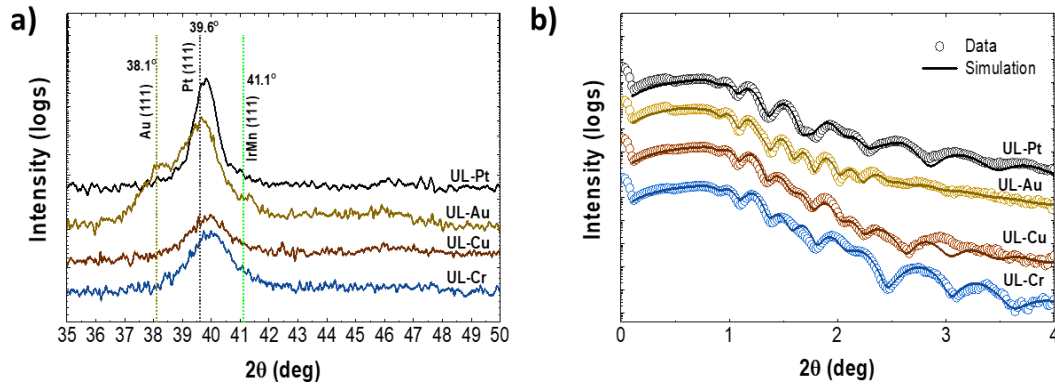 a)
39.6°
38.1°
41.1°
Au (111)
Pt (111)
IrMn (111)
Intensity (logs)
UL-Pt
UL-Au
UL-Cu
UL-Cr
35 36 37 38 39 40 41 42 43 44 45 46 47 48 49 50
2θ (deg)
b)
Data
Simulation
Intensity (logs)
UL-Pt
UL-Au
UL-Cu
UL-Cr
0 1 2 3 4
2θ (deg)